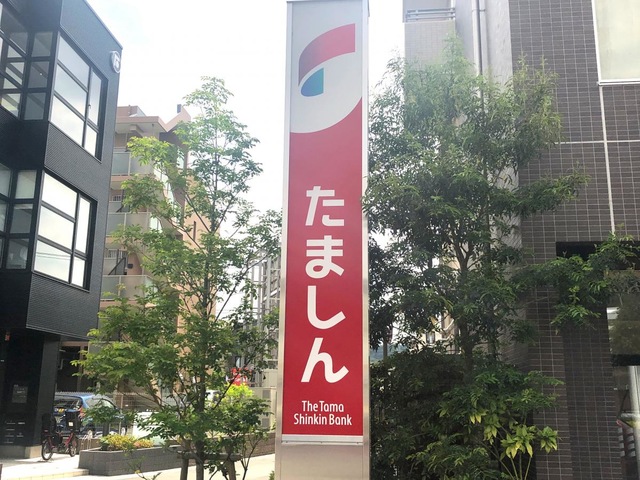 たましん
The Tama
Shinkin Bank